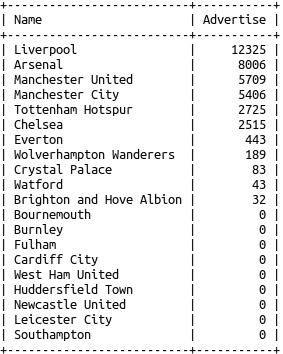 +--------------------------+-----------+
| Name                     | Advertise |
+--------------------------+-----------+
| Liverpool                |     12325 |
| Arsenal                  |      8006 |
| Manchester United        |      5709 |
| Manchester City          |      5406 |
| Tottenham Hotspur        |      2725 |
| Chelsea                  |      2515 |
| Everton                  |       443 |
| Wolverhampton Wanderers  |       189 |
| Crystal Palace           |        83 |
| Watford                  |        43 |
| Brighton and Hove Albion |        32 |
| Bournemouth              |         0 |
| Burnley                  |         0 |
| Fulham                   |         0 |
| Cardiff City             |         0 |
| West Ham United          |         0 |
| Huddersfield Town        |         0 |
| Newcastle United         |         0 |
| Leicester City           |         0 |
| Southampton              |         0 |
+--------------------------+-----------+